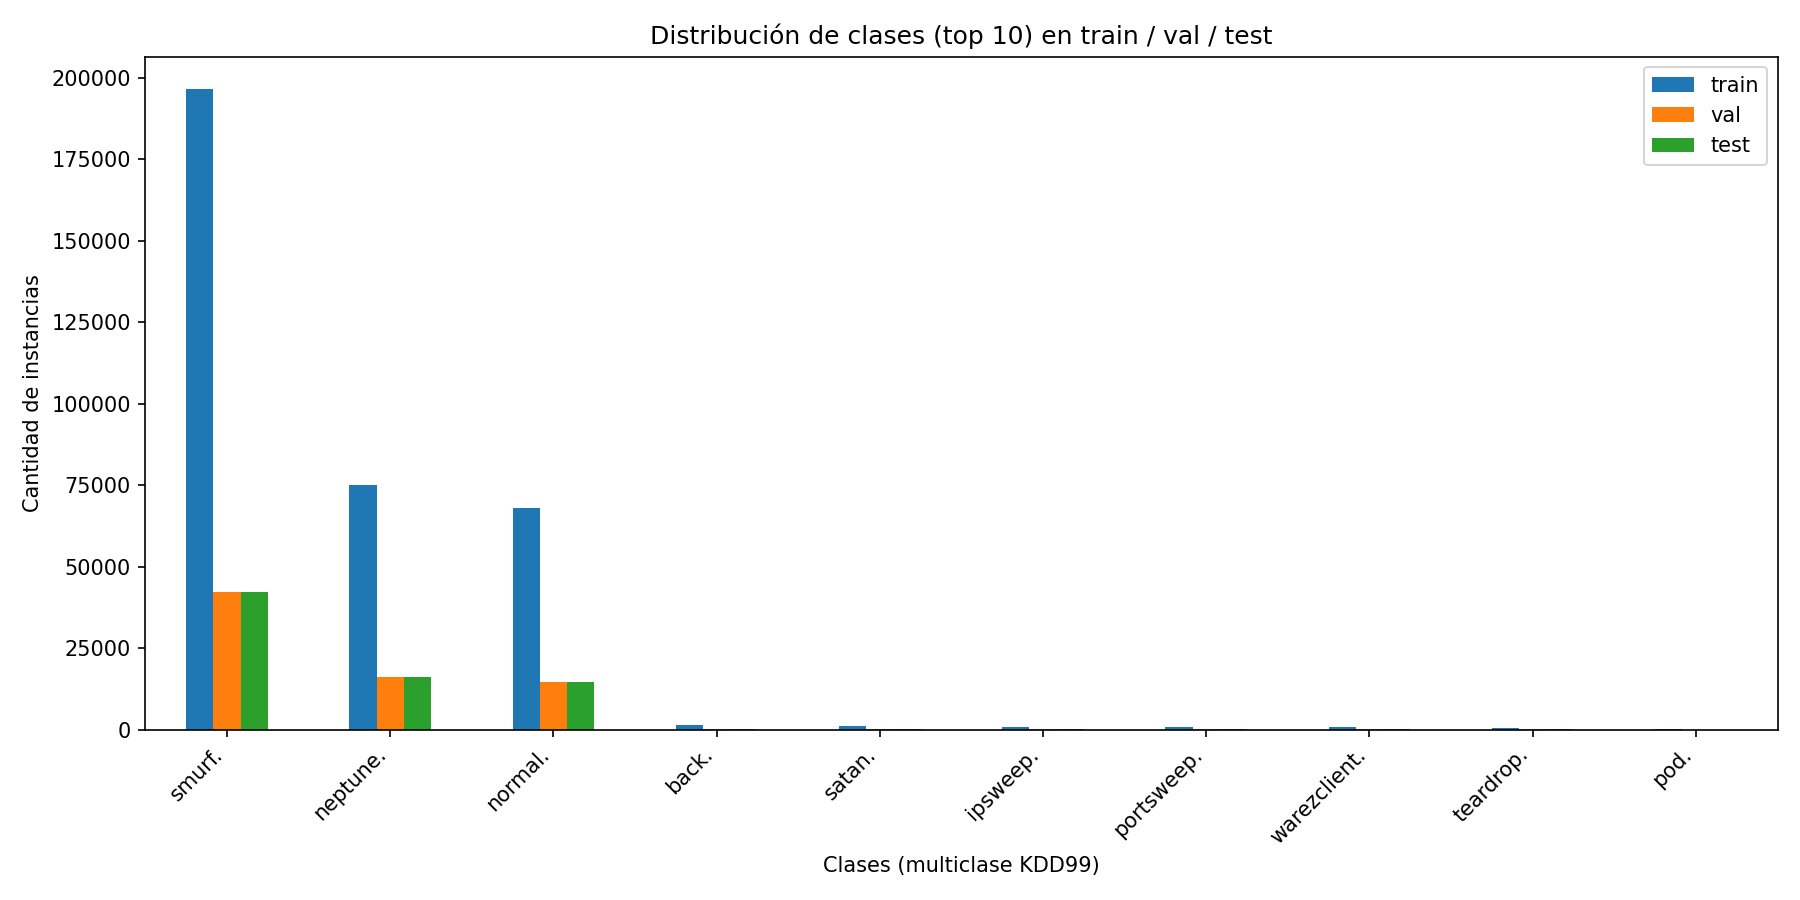 Distribución de clases (top 10) en train / val / test
train
val
test
Cantidad de instancias
200000
175000
150000
125000
100000
75000
50000
25000
0
smurf.
neptune.
normal.
back.
satan.
ipsweep.
portsweep.
warezclient.
teardrop.
pod.
Clases (multiclase KDD99)